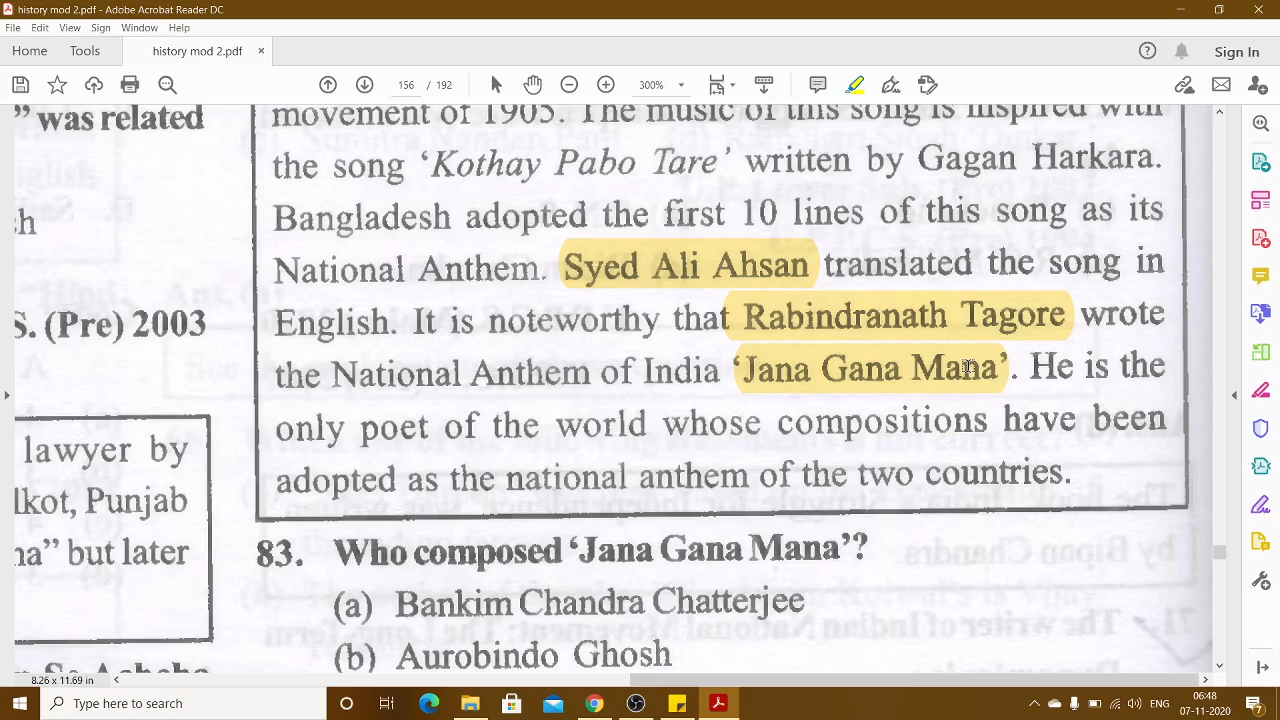 history mod 2.pdf - Adobe Acrobat Reader DC
File Edit View Sign Window Help
Home Tools history mod 2.pdf × Sign In
156 / 192 300%
" was related
movement of 1905. The music of this song is inspired with
the song ‘Kothay Pabo Tare’ written by Gagan Harkara.
Bangladesh adopted the first 10 lines of this song as its
National Anthem. Syed Ali Ahsan translated the song in
S. (Pre) 2003
English. It is noteworthy that Rabindranath Tagore wrote
the National Anthem of India ‘Jana Gana Mana’. He is the
only poet of the world whose compositions have been
adopted as the national anthem of the two countries.
lawyer by
lkot, Punjab
na” but later
83. Who composed ‘Jana Gana Mana’?
(a) Bankim Chandra Chatterjee
(b) Aurobindo Ghosh
8.26 x 11.69 in
Type here to search
ENG
06:48
07-11-2020
7